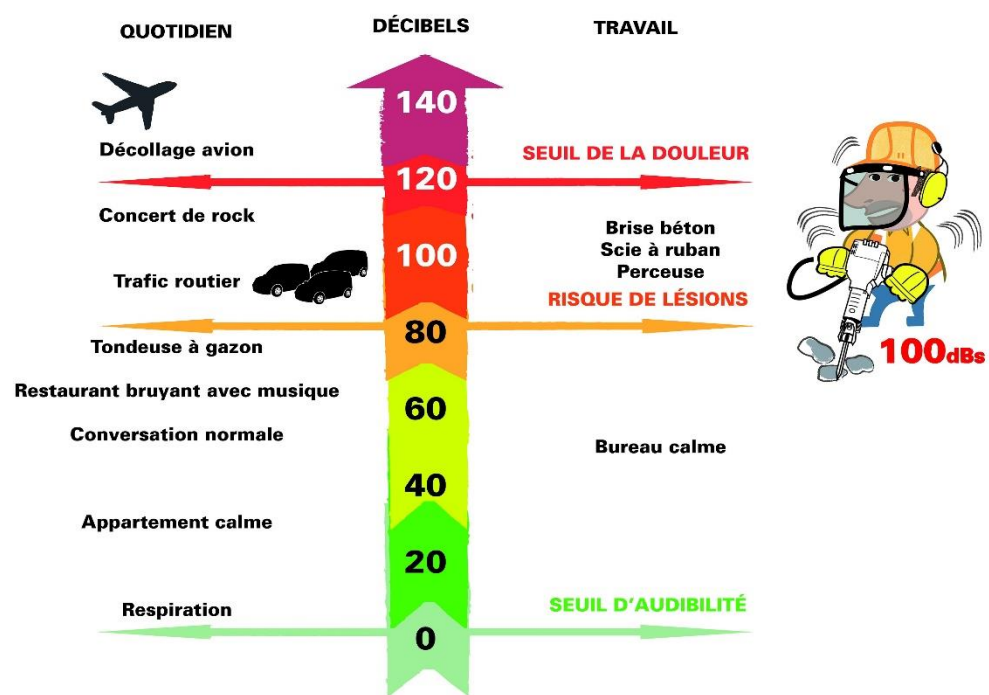 QUOTIDIEN
DÉCIBELS
TRAVAIL
140
Décollage avion
SEUIL DE LA DOULEUR
120
Concert de rock
Brise béton
Scie à ruban
Perceuse
100
Trafic routier
RISQUE DE LÉSIONS
80
100dBs
Tondeuse à gazon
Restaurant bruyant avec musique
60
Conversation normale
Bureau calme
40
Appartement calme
20
Respiration
SEUIL D'AUDIBILITÉ
0